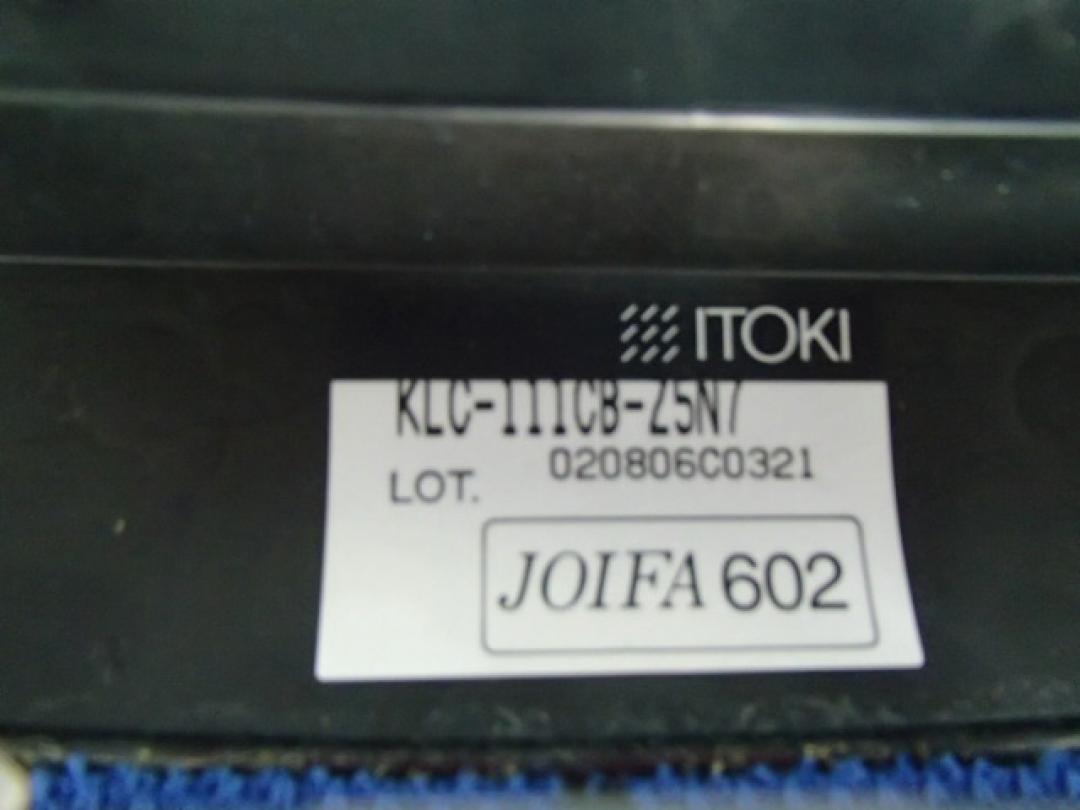 ITOKI
KLC-111CB-Z5N7
020806C0321
LOT.
JOIFA 602